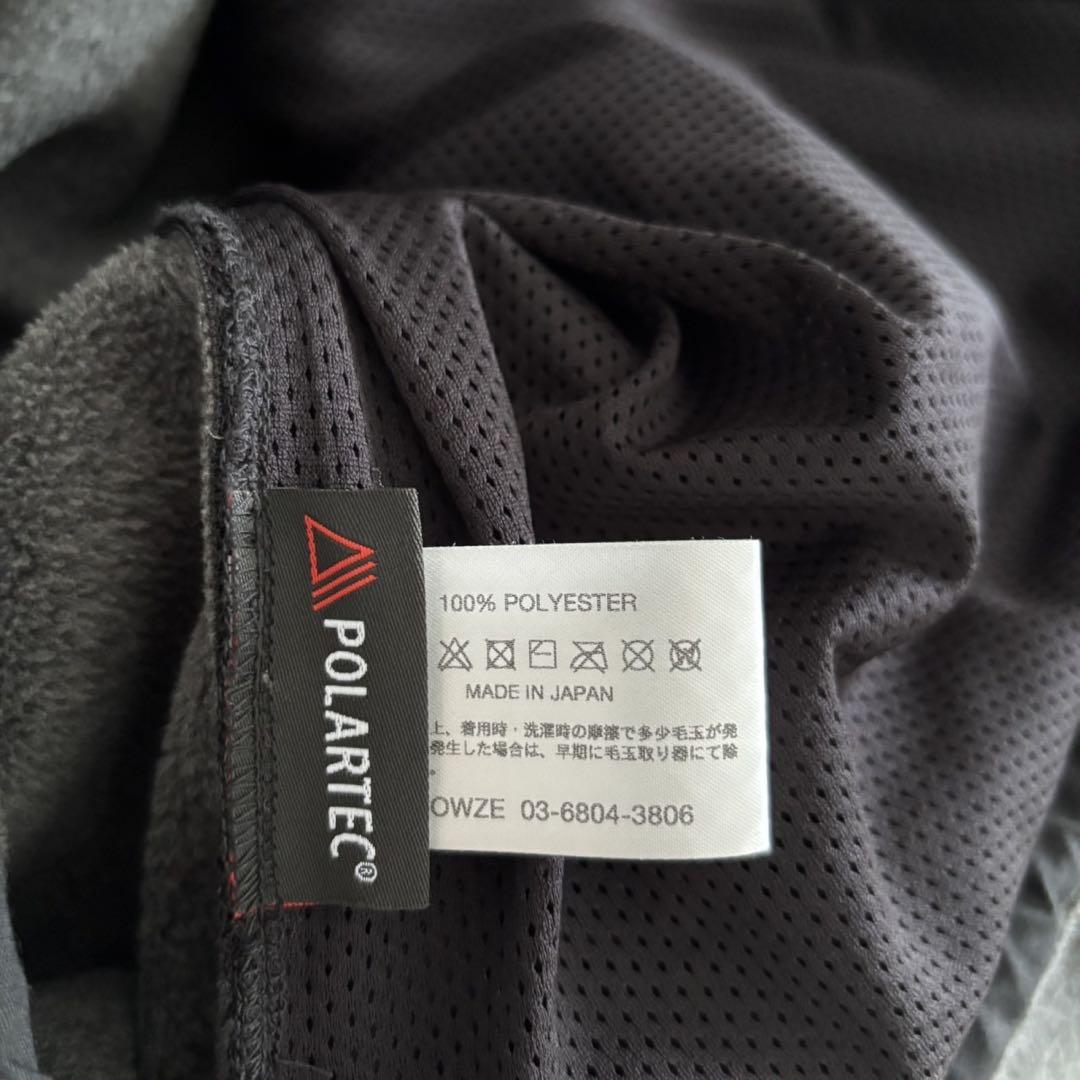 POLARTEC®
100% POLYESTER
MADE IN JAPAN
上、着用時・洗濯時の摩擦で多少毛玉が発
発生した場合は、早期に毛玉取り器にて除
。
OWZE 03-6804-3806